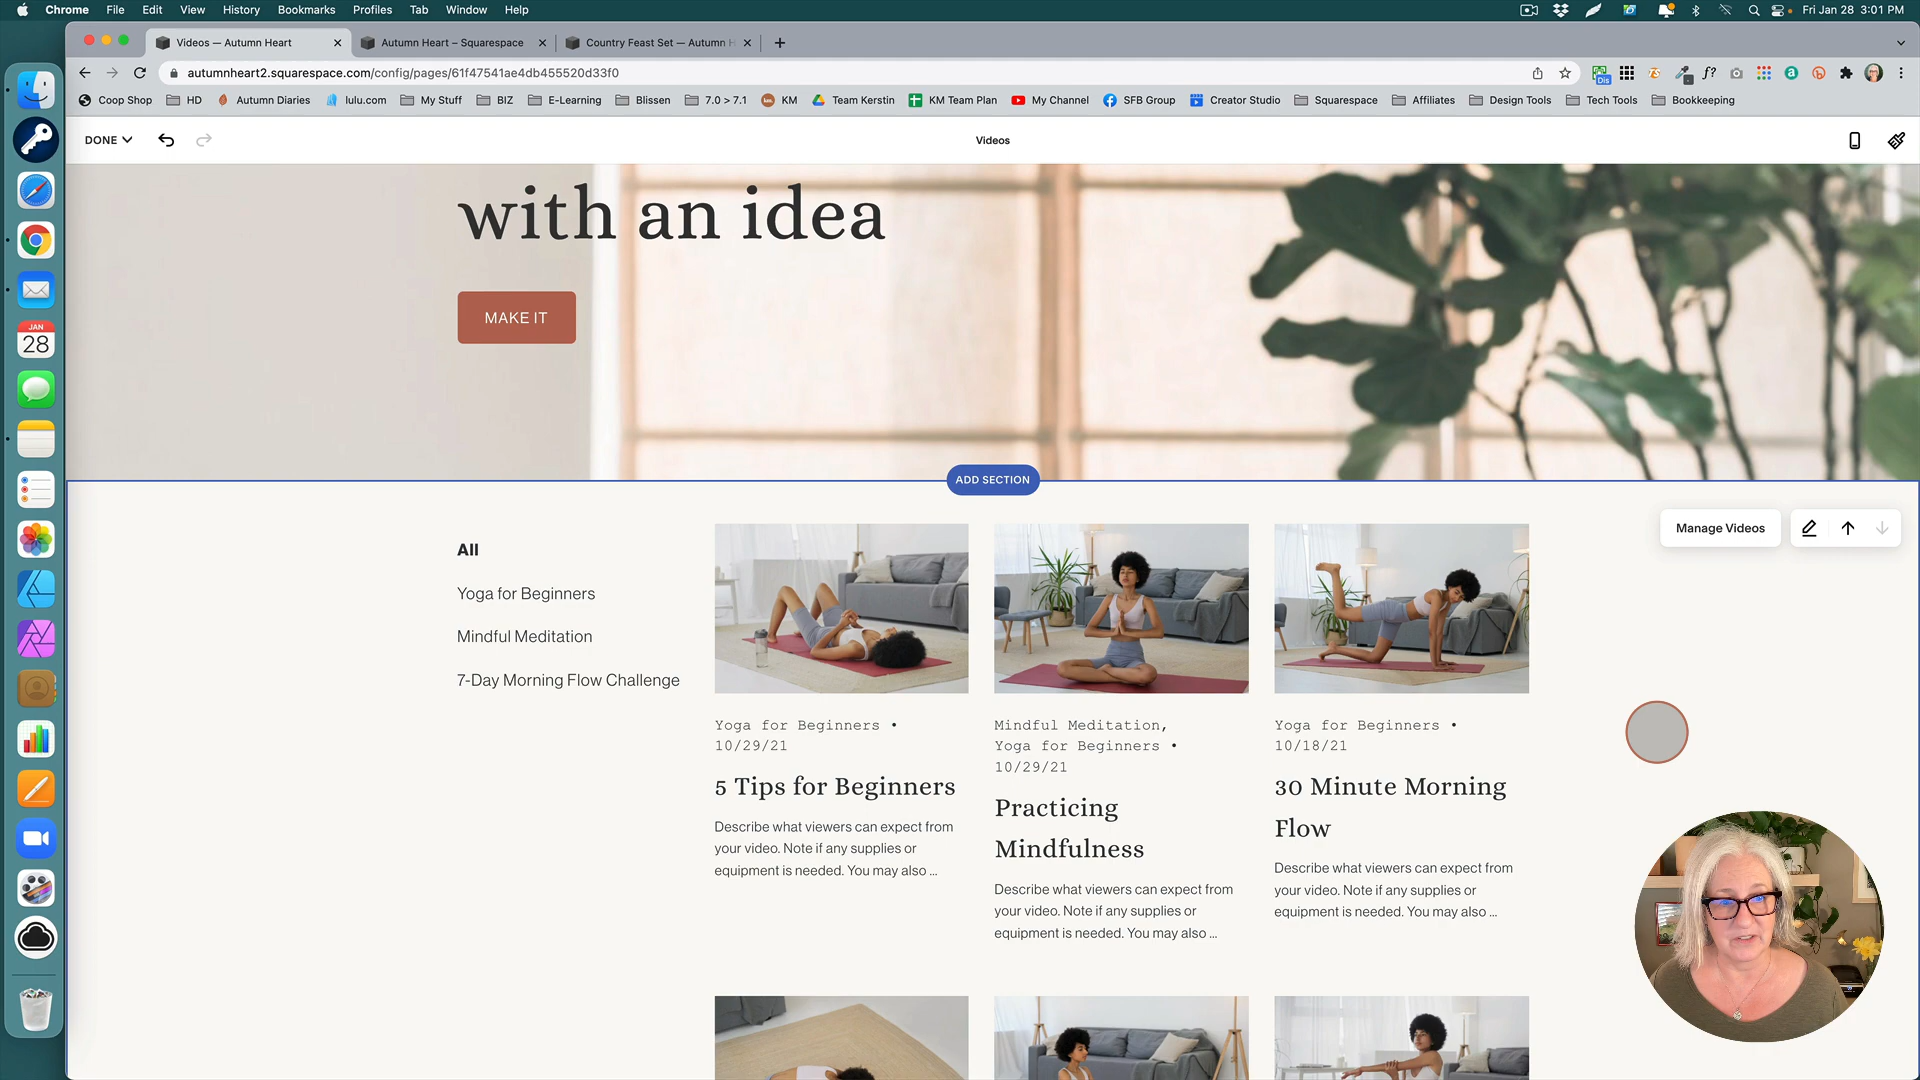 Chrome File Edit View History Bookmarks Profiles Tab Window Help
Fri Jan 28 3:01 PM
Videos — Autumn Heart
Autumn Heart – Squarespace
Country Feast Set — Autumn H
autumnheart2.squarespace.com/config/pages/61f47541ae4db455520d33f0
Dis
f?
Coop Shop HD Autumn Diaries lulu.com My Stuff BIZ E-Learning Blissen 7.0 > 7.1 KM Team Kerstin KM Team Plan My Channel SFB Group Creator Studio Squarespace Affiliates Design Tools Tech Tools Bookkeeping
DONE
Videos
with an idea
MAKE IT
ADD SECTION
Manage Videos
JAN
28
All
Yoga for Beginners
Mindful Meditation
7-Day Morning Flow Challenge
Yoga for Beginners •
10/29/21
5 Tips for Beginners
Describe what viewers can expect from
your video. Note if any supplies or
equipment is needed. You may also ...
Mindful Meditation,
Yoga for Beginners •
10/29/21
Practicing
Mindfulness
Describe what viewers can expect from
your video. Note if any supplies or
equipment is needed. You may also ...
Yoga for Beginners •
10/18/21
30 Minute Morning
Flow
Describe what viewers can expect from
your video. Note if any supplies or
equipment is needed. You may also ...